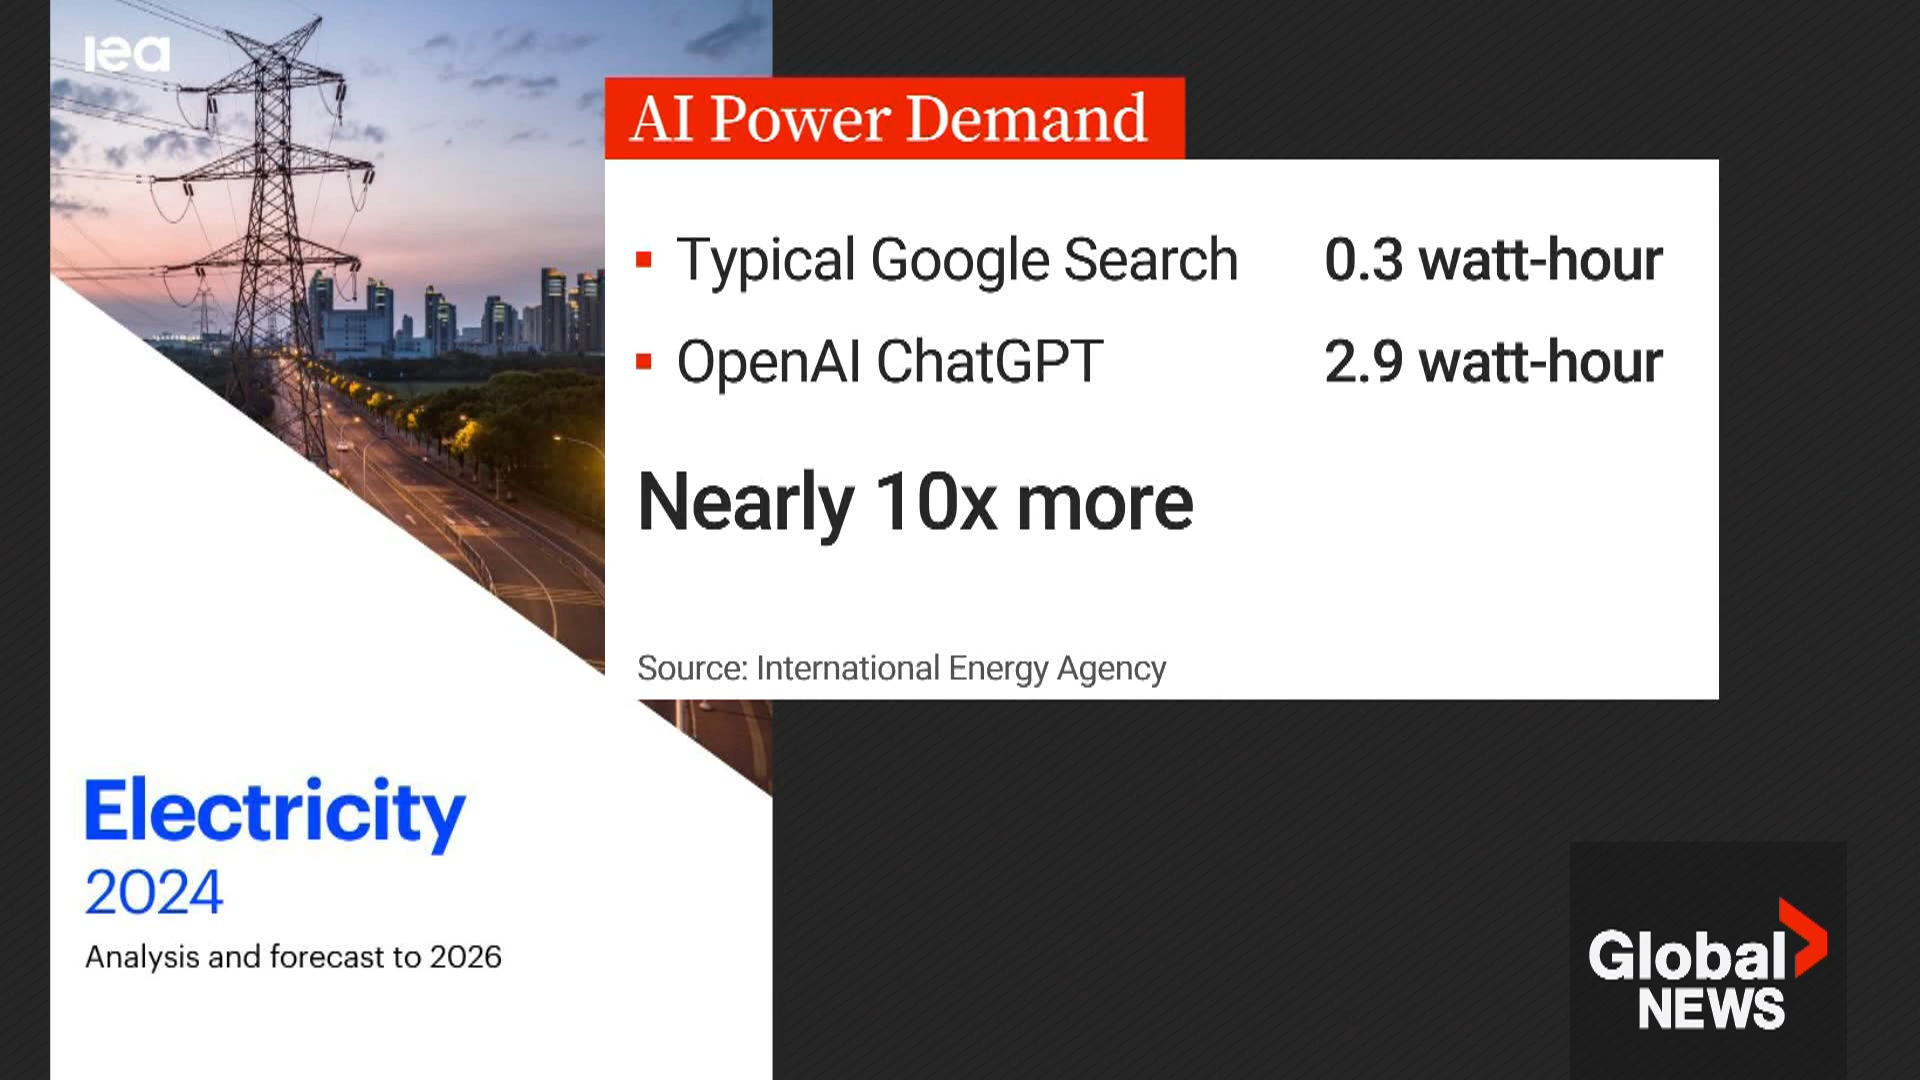 iea
AI Power Demand
Typical Google Search 0.3 watt-hour
OpenAI ChatGPT 2.9 watt-hour
Nearly 10x more
Source: International Energy Agency
Electricity
2024
Analysis and forecast to 2026
Global
NEWS